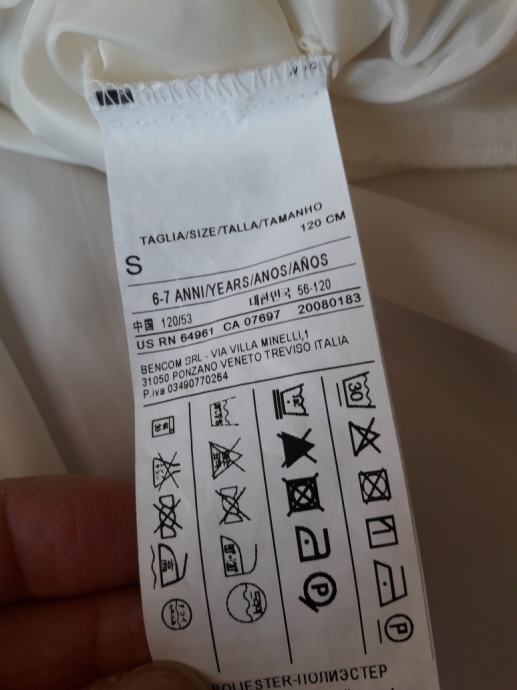 TAGLIA/SIZE/TALLA/TAMANHO
S 120 CM
6-7 ANNI/YEARS/ANOS/AÑOS
中国 120/53 대한민국 56-120
US RN 64961 CA 07697 20080183
BENCOM SRL - VIA VILLA MINELLI,1
31050 PONZANO VENETO TREVISO ITALIA
P.iva 03490770264
30
P
P
POLIESTER-ПОЛИЭСТЕР